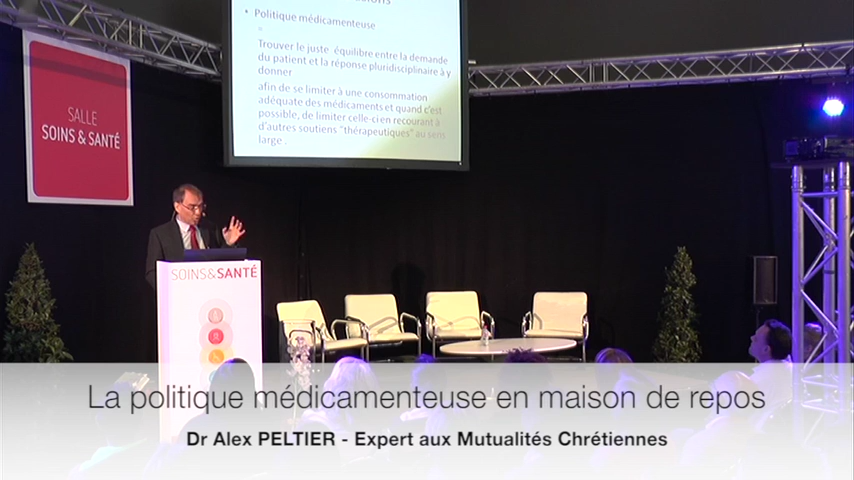 • Politique médicamenteuse
Trouver le juste équilibre entre la demande
du patient et la réponse pluridisciplinaire à y
donner
afin de se limiter à une consommation
adéquate des médicaments et quand c'est
possible, de limiter celle-ci en recourant à
d'autres soutiens "thérapeutiques" au sens
large .
SALLE
SOINS & SANTÉ
SOINS&SANTÉ
La politique médicamenteuse en maison de repos
Dr Alex PELTIER - Expert aux Mutualités Chrétiennes